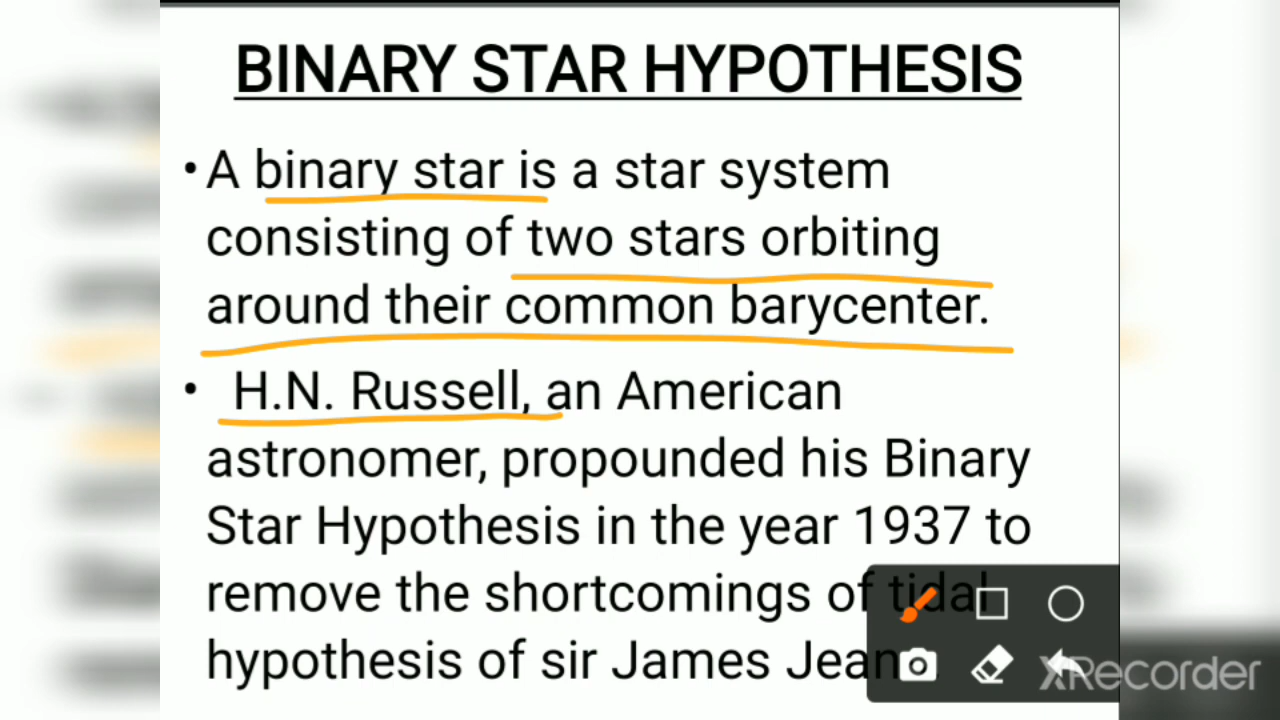 BINARY STAR HYPOTHESIS
• A binary star is a star system
consisting of two stars orbiting
around their common barycenter.
• H.N. Russell, an American
astronomer, propounded his Binary
Star Hypothesis in the year 1937 to
remove the shortcomings of tidal
hypothesis of sir James Jean
XRecorder